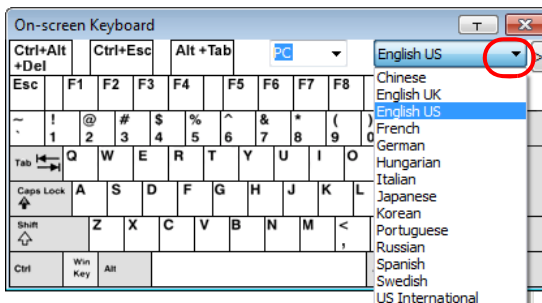 On-screen Keyboard
Ctrl+Alt +Del Ctrl+Esc Alt +Tab PC English US >
Esc F1 F2 F3 F4 F5 F6 F7 F8
~ ! @ # $ % ^ & * ( )
` 1 2 3 4 5 6 7 8 9 0
Tab Q W E R T Y U I O
Caps Lock A S D F G H J K L
Shift Z X C V B N M <
,
Ctrl Win Key Alt
Chinese
English UK
English US
French
German
Hungarian
Italian
Japanese
Korean
Portuguese
Russian
Spanish
Swedish
US International